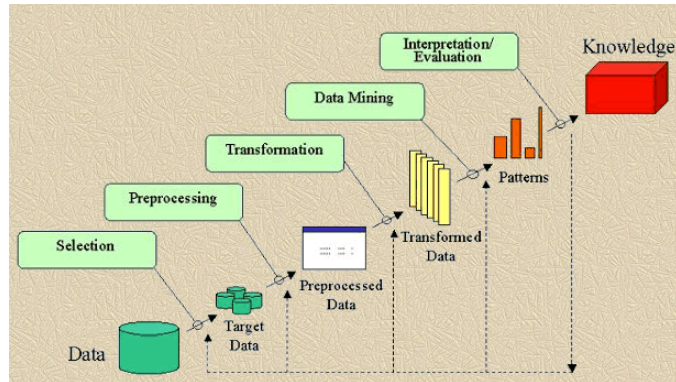 Interpretation/
Evaluation
Knowledge
Data Mining
Transformation
Patterns
Preprocessing
Transformed
Data
Selection
Preprocessed
Data
Target
Data
Data